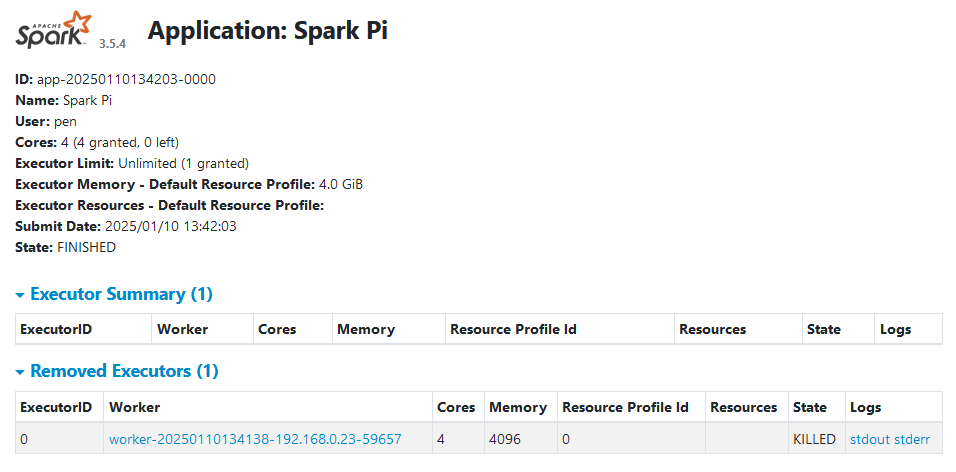 APACHE
Spark 3.5.4 Application: Spark Pi
ID: app-20250110134203-0000
Name: Spark Pi
User: pen
Cores: 4 (4 granted, 0 left)
Executor Limit: Unlimited (1 granted)
Executor Memory - Default Resource Profile: 4.0 GiB
Executor Resources - Default Resource Profile:
Submit Date: 2025/01/10 13:42:03
State: FINISHED
Executor Summary (1)
ExecutorID Worker Cores Memory Resource Profile Id Resources State Logs
Removed Executors (1)
ExecutorID Worker Cores Memory Resource Profile Id Resources State Logs
0 worker-20250110134138-192.168.0.23-59657 4 4096 0 KILLED stdout stderr